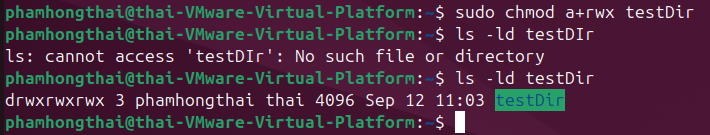 phamhongthai@thai-VMware-Virtual-Platform:~$ sudo chmod a+rwx testDir
phamhongthai@thai-VMware-Virtual-Platform:~$ ls -ld testDIr
ls: cannot access 'testDIr': No such file or directory
phamhongthai@thai-VMware-Virtual-Platform:~$ ls -ld testDir
drwxrwxrwx 3 phamhongthai thai 4096 Sep 12 11:03 testDir
phamhongthai@thai-VMware-Virtual-Platform:~$